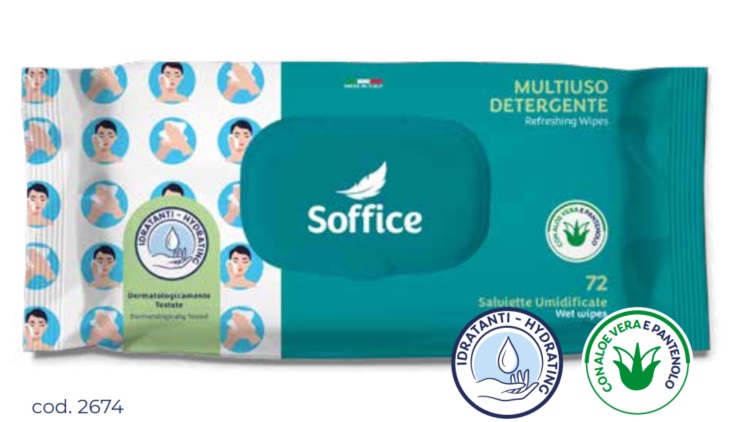 MADE IN ITALY
MULTIUSO
DETERGENTE
Refreshing Wipes
Soffice
IDRATANTI - HYDRATING
CON ALOE VERA E PANTENOLO
Dermatologicamente
Testate
Dermatologically Tested
72
Salviette Umidificate
Wet wipes
IDRATANTI - HYDRATING
CON ALOE VERA E PANTENOLO
cod. 2674